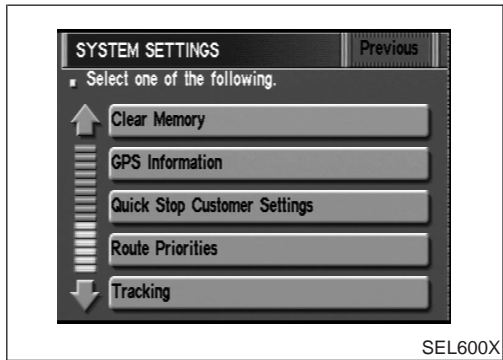 SYSTEM SETTINGS Previous
Select one of the following.
Clear Memory
GPS Information
Quick Stop Customer Settings
Route Priorities
Tracking
SEL600X